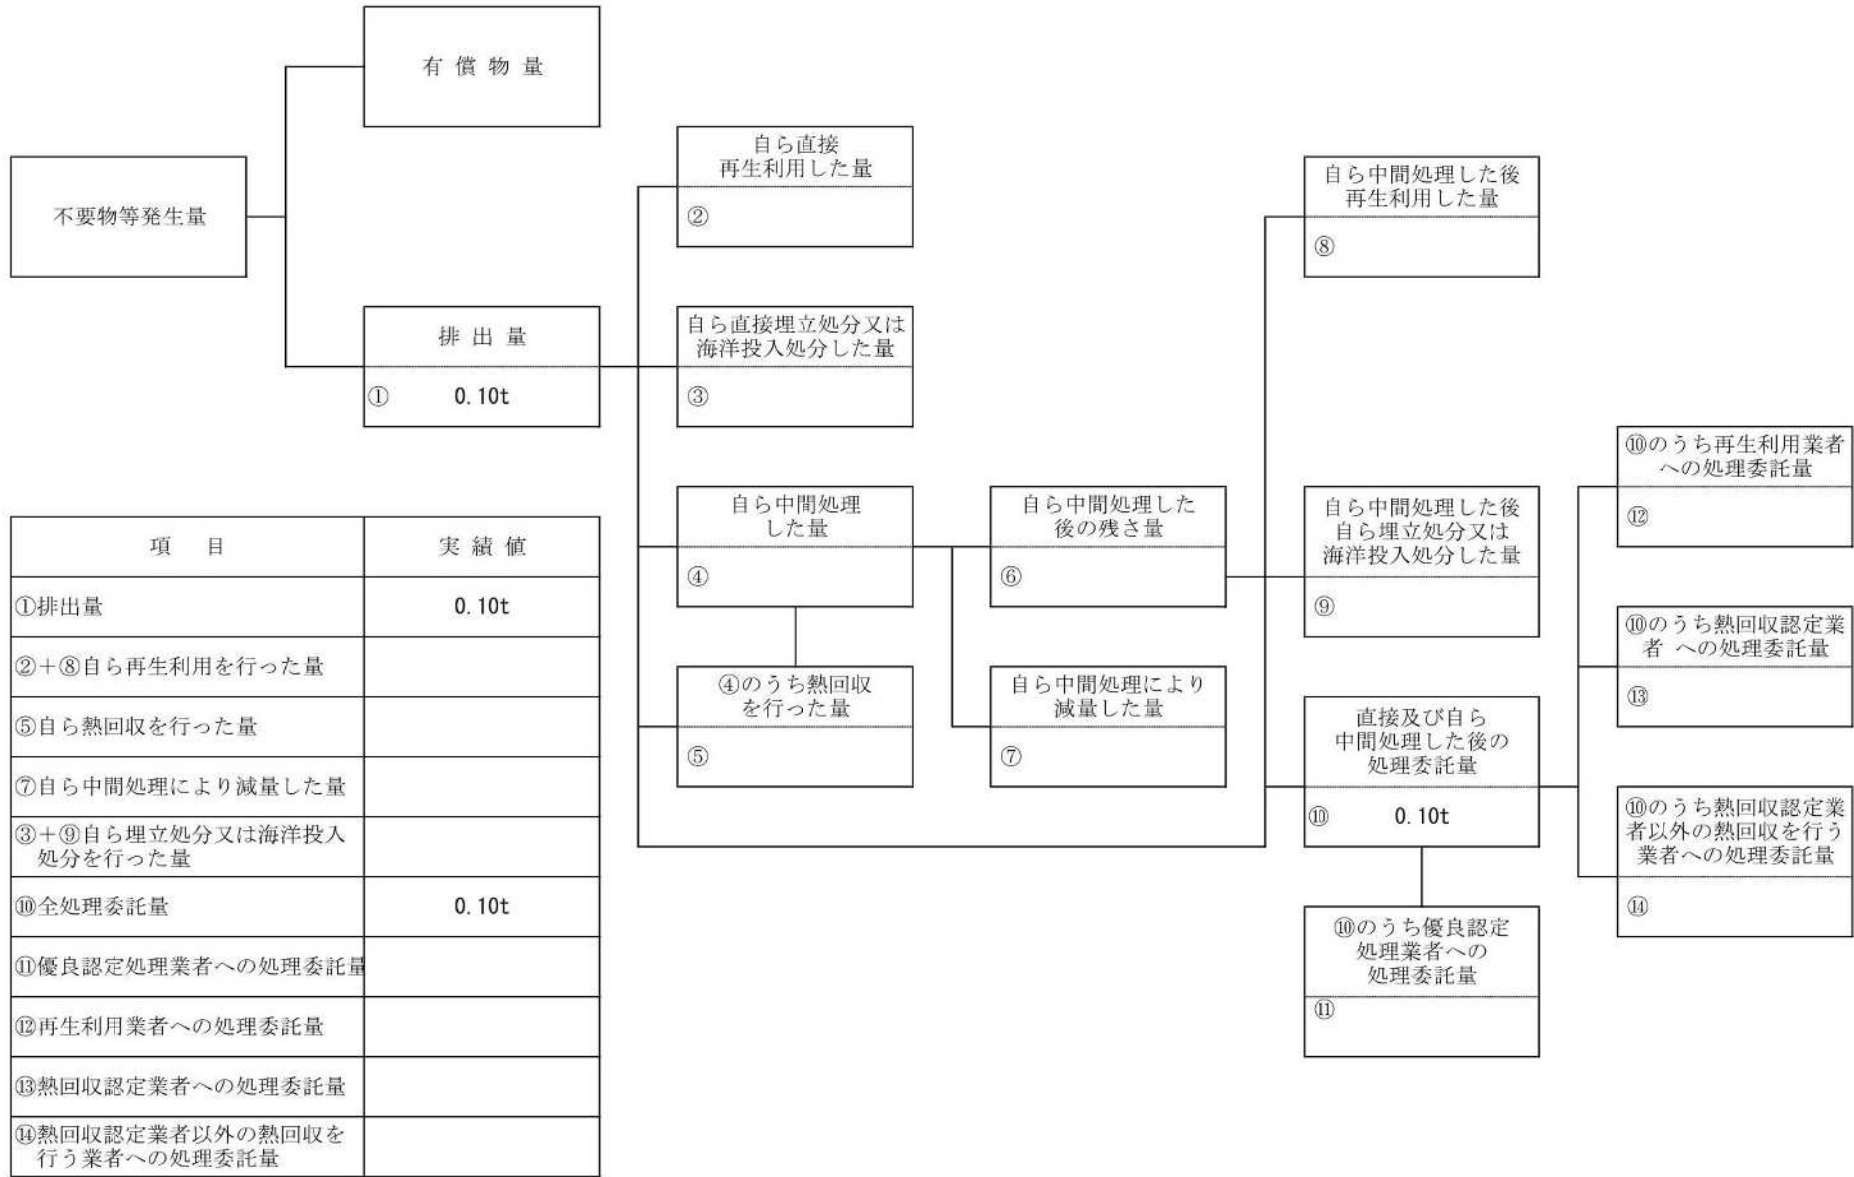 有償物量
不要物等発生量
排出量
① 0.10t
自ら直接
再生利用した量
②
自ら直接埋立処分又は
海洋投入処分した量
③
自ら中間処理
した量
④
④のうち熱回収
を行った量
⑤
自ら中間処理した
後の残さ量
⑥
自ら中間処理により
減量した量
⑦
自ら中間処理した後
再生利用した量
⑧
自ら中間処理した後
自ら埋立処分又は
海洋投入処分した量
⑨
直接及び自ら
中間処理した後の
処理委託量
⑩ 0.10t
⑩のうち優良認定
処理業者への
処理委託量
⑪
⑩のうち再生利用業者
への処理委託量
⑫
⑩のうち熱回収認定業
者 への処理委託量
⑬
⑩のうち熱回収認定業
者以外の熱回収を行う
業者への処理委託量
⑭
項 目 実績値
①排出量 0.10t
②+⑧自ら再生利用を行った量
⑤自ら熱回収を行った量
⑦自ら中間処理により減量した量
③+⑨自ら埋立処分又は海洋投入
処分を行った量
⑩全処理委託量 0.10t
⑪優良認定処理業者への処理委託量
⑫再生利用業者への処理委託量
⑬熱回収認定業者への処理委託量
⑭熱回収認定業者以外の熱回収を
行う業者への処理委託量